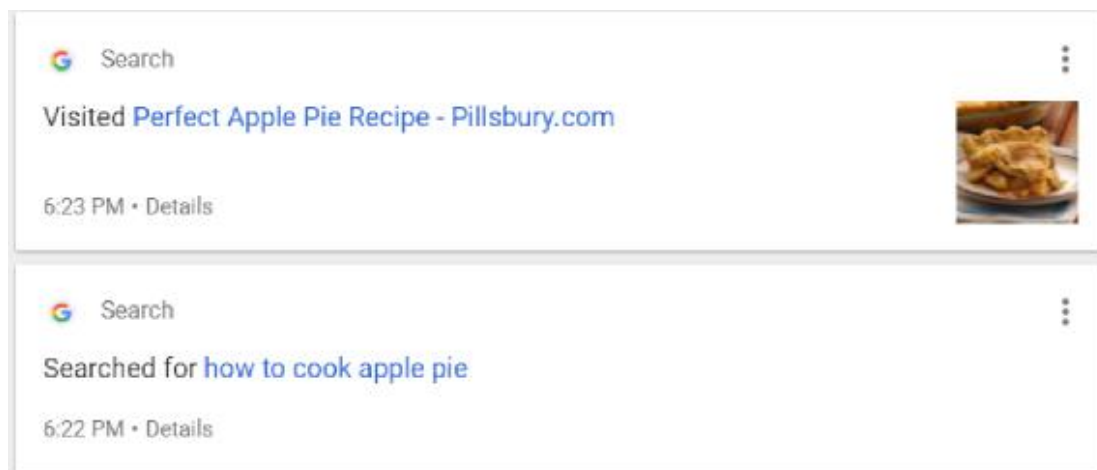 Search
Visited Perfect Apple Pie Recipe - Pillsbury.com
6:23 PM • Details
Search
Searched for how to cook apple pie
6:22 PM • Details